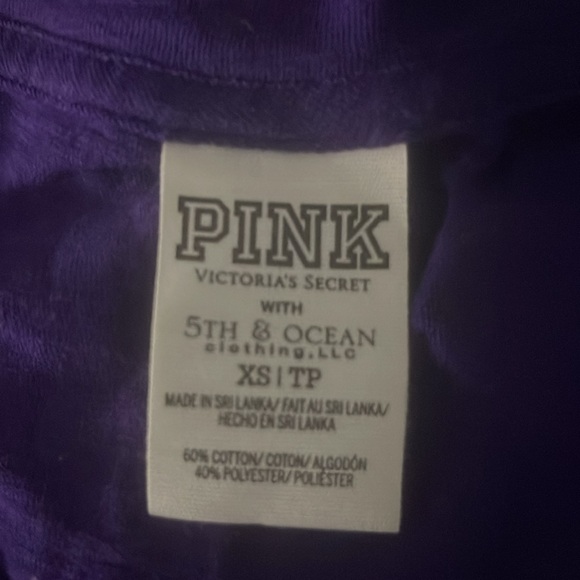 PINK
VICTORIA'S SECRET
WITH
5TH & OCEAN
clothing, LLC
XS | TP
MADE IN SRI LANKA/ FAIT AU SRI LANKA/
HECHO EN SRI LANKA
60% COTTON/ COTON/ ALGODÓN
40% POLYESTER/ POLIÉSTER